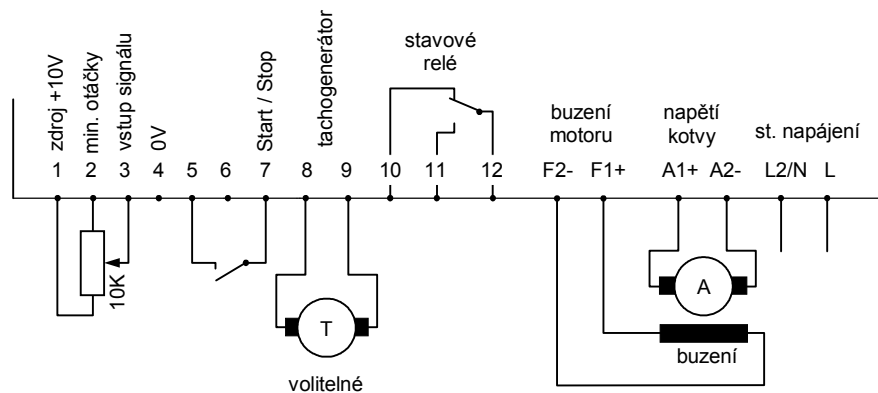 zdroj +10V
min. otáčky
vstup signálu
0V
Start / Stop
tachogenerátor
stavové
relé
buzení
motoru
napětí
kotvy
st. napájení
1 2 3 4 5 6 7 8 9 10 11 12 F2- F1+ A1+ A2- L2/N L
10K
T
A
buzení
volitelné